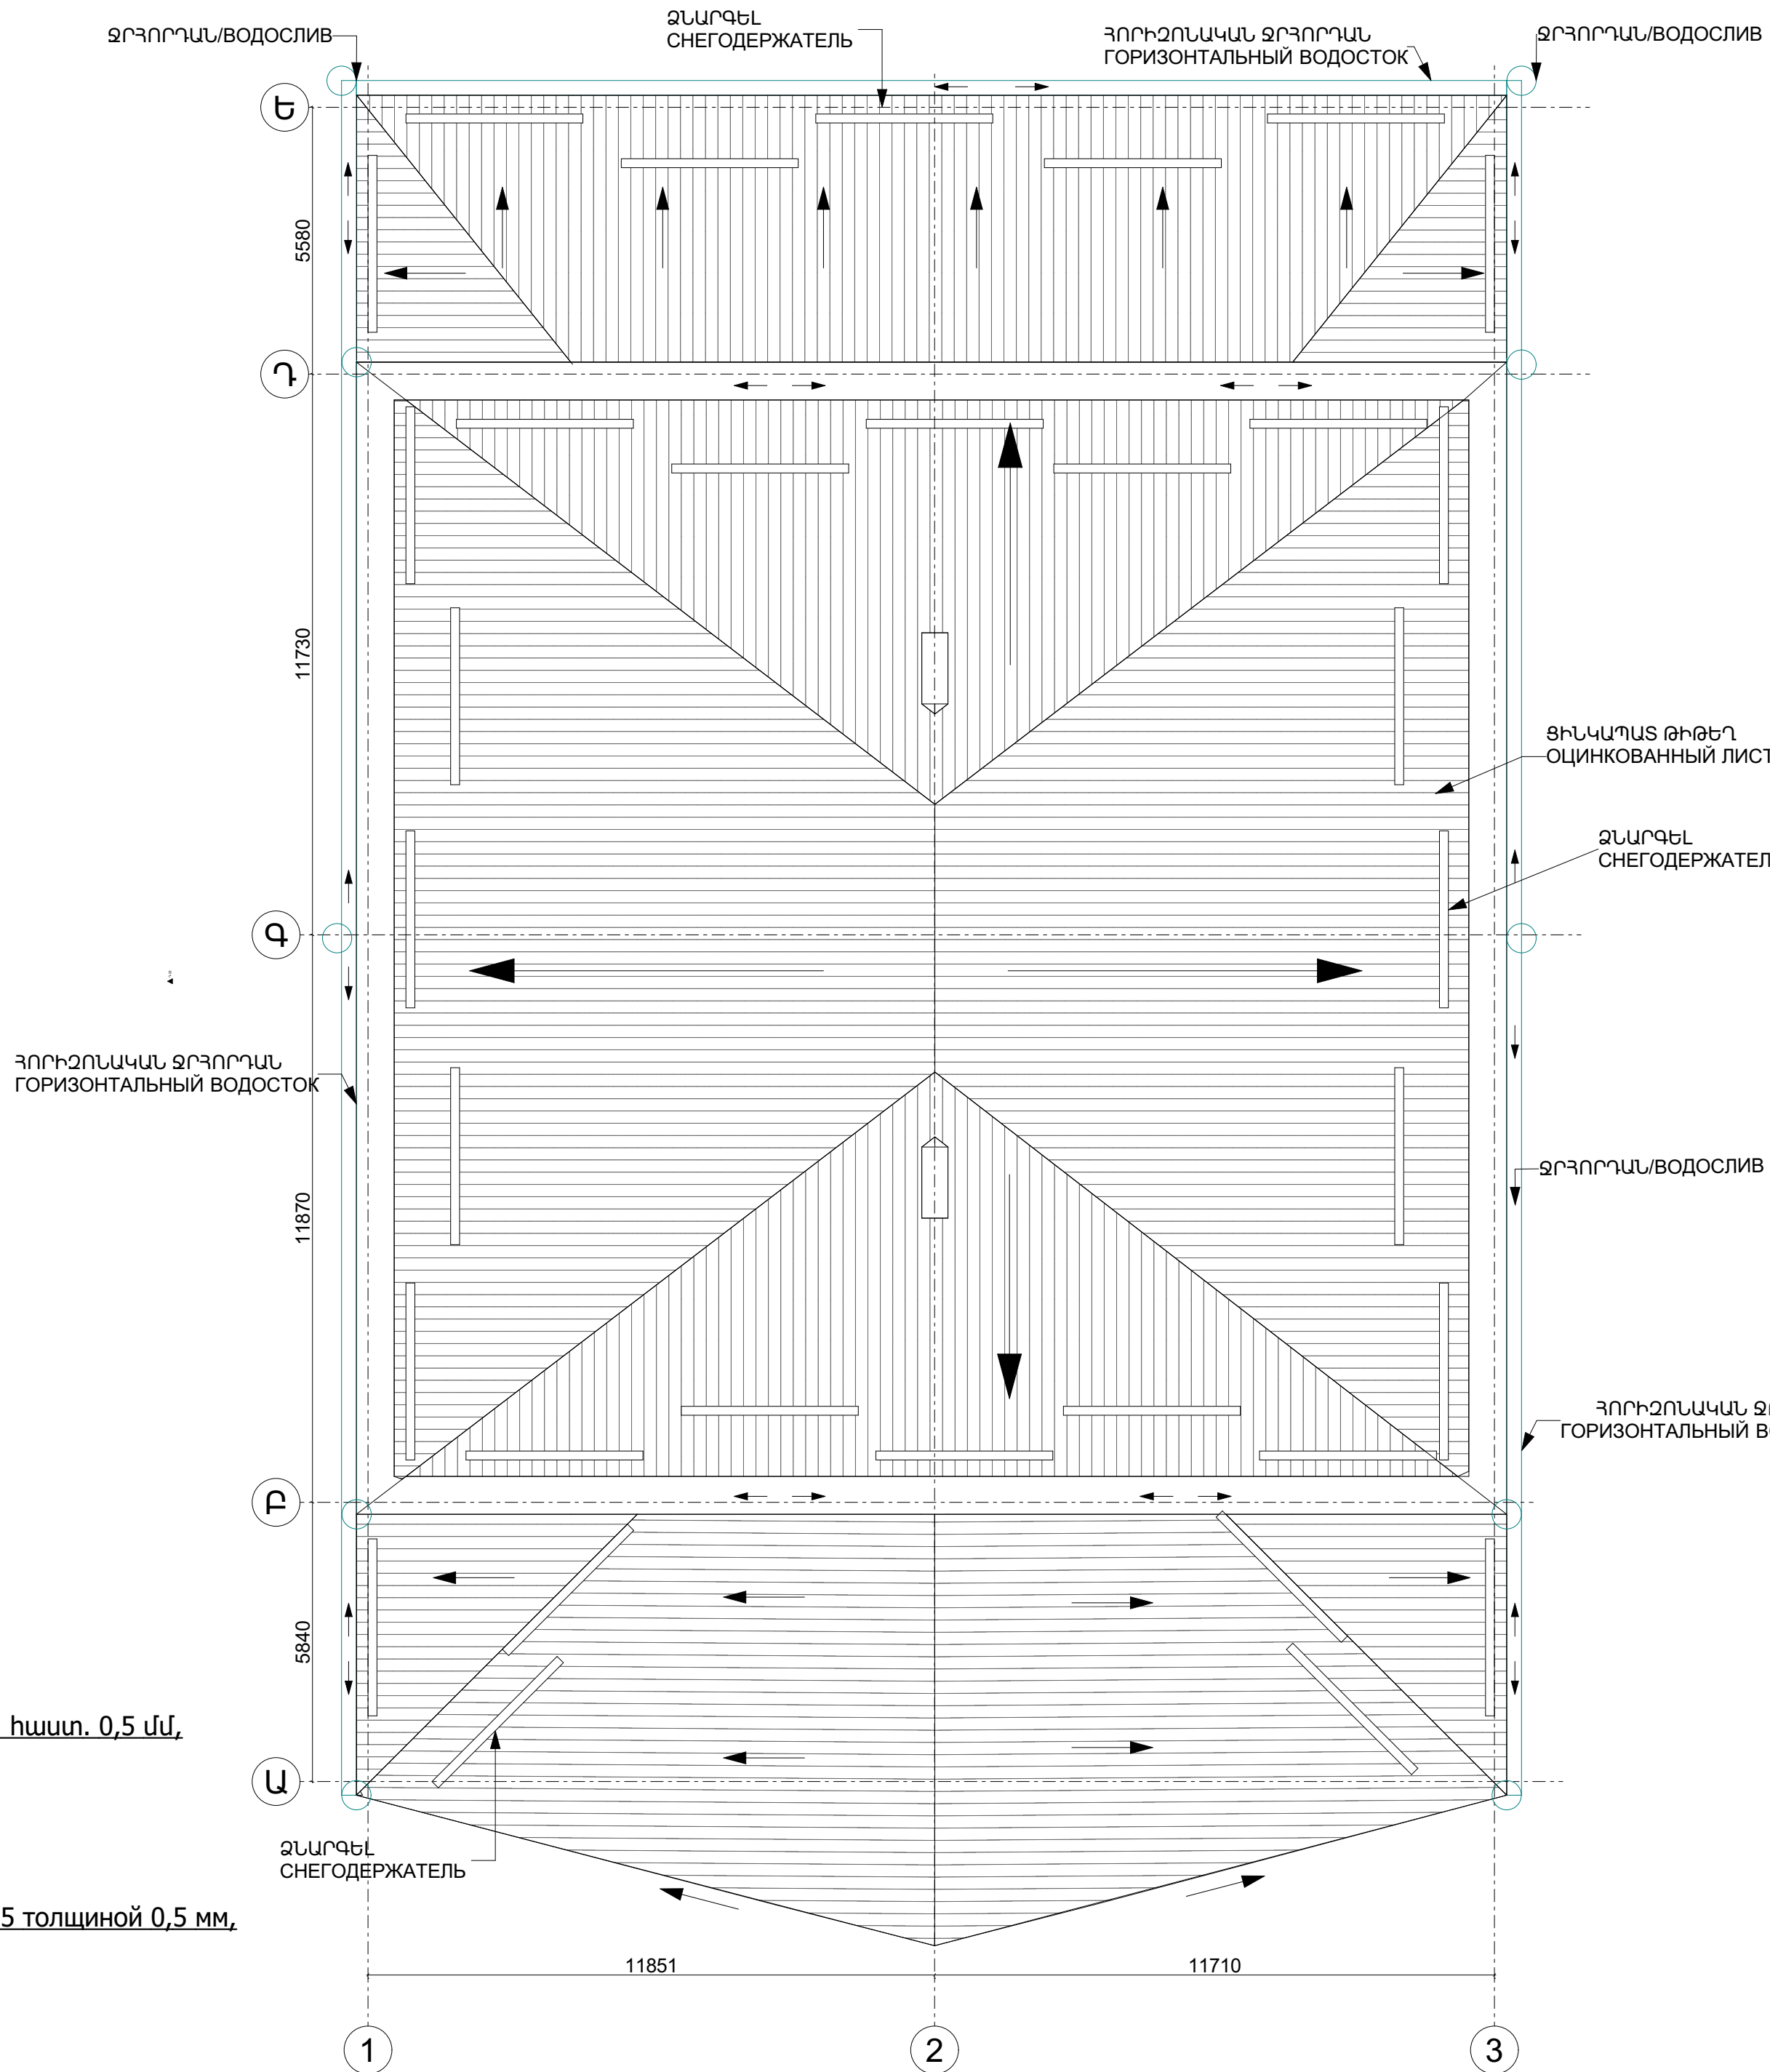 ՋՐՀՈՐԴԱՆ/ВОДОСЛИВ
ՁՆԱՐԳԵԼ
СНЕГОДЕРЖАТЕЛЬ
ՀՈՐԻԶՈՆԱԿԱՆ ՋՐՀՈՐԴԱՆ
ГОРИЗОНТАЛЬНЫЙ ВОДОСТОК
ՋՐՀՈՐԴԱՆ/ВОДОСЛИВ
Ե
5580
Դ
11730
ՑԻՆԿԱՊԱՏ ԹԻԹԵՂ
ОЦИНКОВАННЫЙ ЛИСТ
ՁՆԱՐԳԵԼ
СНЕГОДЕРЖАТЕЛ
Գ
ՀՈՐԻԶՈՆԱԿԱՆ ՋՐՀՈՐԴԱՆ
ГОРИЗОНТАЛЬНЫЙ ВОДОСТОК
11870
ՋՐՀՈՐԴԱՆ/ВОДОСЛИВ
ՀՈՐԻԶՈՆԱԿԱՆ
ГОРИЗОНТАЛЬНЫЙ
Բ
5840
հաստ. 0,5 մմ,
Ա
ՁՆԱՐԳԵԼ
СНЕГОДЕРЖАТЕЛЬ
5 толщиной 0,5 мм,
11851
11710
1
2
3